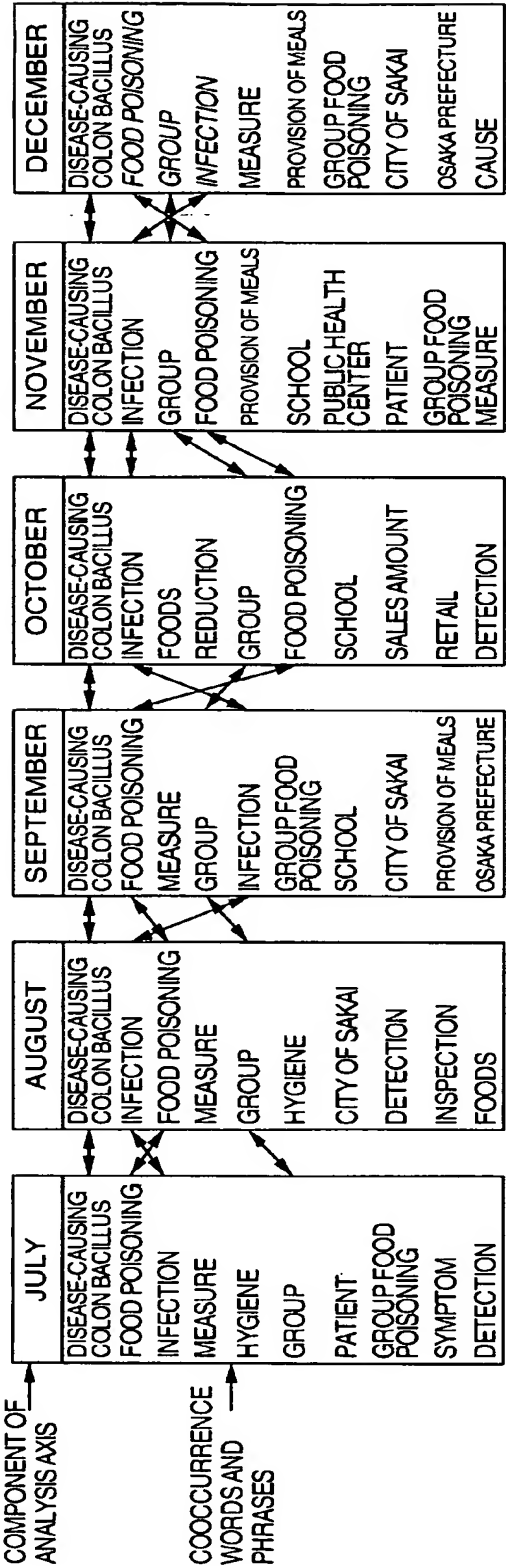 COMPONENT OF
ANALYSIS AXIS
COOCCURRENCE
WORDS AND
PHRASES
JULY
DISEASE-CAUSING
COLON BACILLUS
FOOD POISONING
INFECTION
MEASURE
HYGIENE
GROUP
PATIENT
GROUP FOOD
POISONING
SYMPTOM
DETECTION
AUGUST
DISEASE-CAUSING
COLON BACILLUS
INFECTION
FOOD POISONING
MEASURE
GROUP
HYGIENE
CITY OF SAKAI
DETECTION
INSPECTION
FOODS
SEPTEMBER
DISEASE-CAUSING
COLON BACILLUS
FOOD POISONING
MEASURE
GROUP
INFECTION
GROUP FOOD
POISONING
SCHOOL
CITY OF SAKAI
PROVISION OF MEALS
OSAKA PREFECTURE
OCTOBER
DISEASE-CAUSING
COLON BACILLUS
INFECTION
FOODS
REDUCTION
GROUP
FOOD POISONING
SCHOOL
SALES AMOUNT
RETAIL
DETECTION
NOVEMBER
DISEASE-CAUSING
COLON BACILLUS
INFECTION
GROUP
FOOD POISONING
PROVISION OF MEALS
SCHOOL
PUBLIC HEALTH
CENTER
PATIENT
GROUP FOOD
POISONING
MEASURE
DECEMBER
DISEASE-CAUSING
COLON BACILLUS
FOOD POISONING
GROUP
INFECTION
MEASURE
PROVISION OF MEALS
GROUP FOOD
POISONING
CITY OF SAKAI
OSAKA PREFECTURE
CAUSE